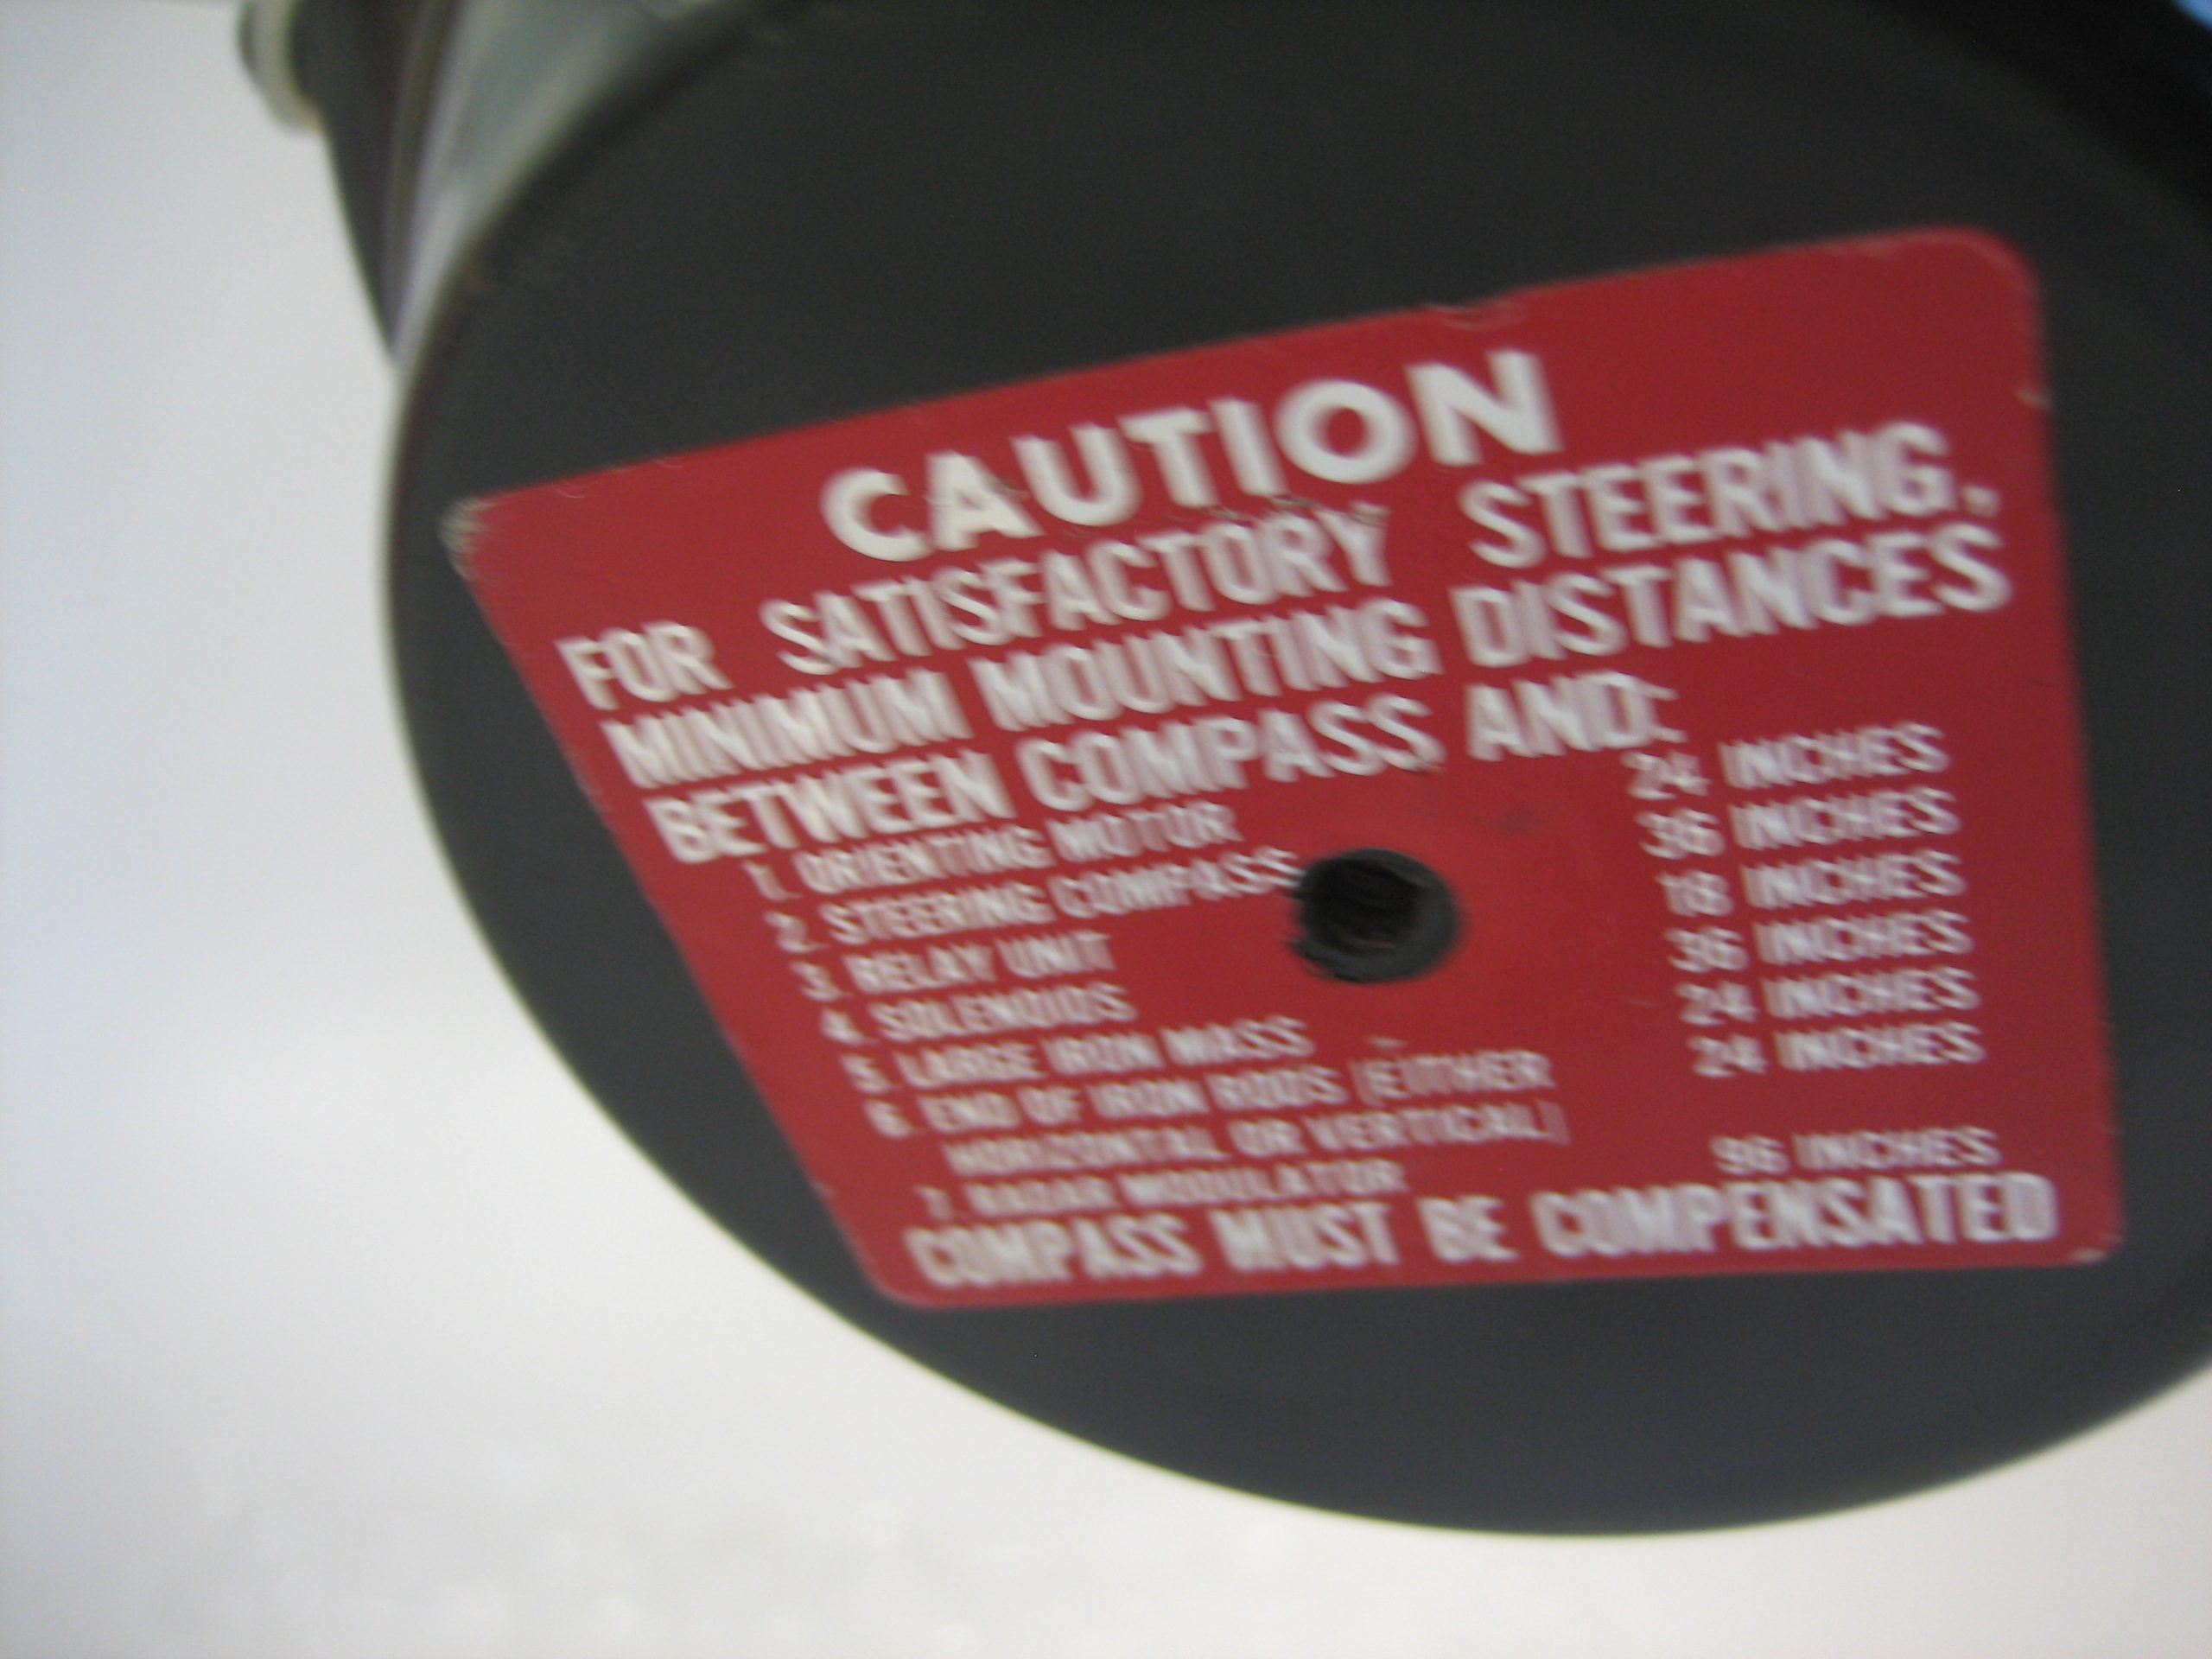 CAUTION
FOR SATISFACTORY STEERING,
MINIMUM MOUNTING DISTANCES
BETWEEN COMPASS AND:
1. ORIENTING MOTOR 24 INCHES
2. STEERING COMPASS 36 INCHES
3. RELAY UNIT 18 INCHES
4. SOLENOIDS 36 INCHES
5. LARGE IRON MASS 24 INCHES
6. END OF IRON RODS (EITHER 24 INCHES
HORIZONTAL OR VERTICAL)
7. RADAR MODULATOR 96 INCHES
COMPASS MUST BE COMPENSATED